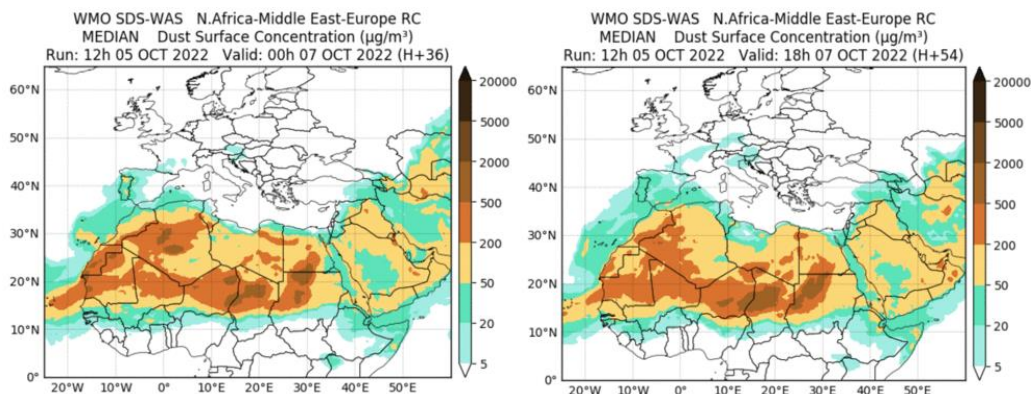 WMO SDS-WAS N.Africa-Middle East-Europe RC
MEDIAN Dust Surface Concentration (µg/m³)
Run: 12h 05 OCT 2022 Valid: 00h 07 OCT 2022 (H+36)
60°N
50°N
40°N
30°N
20°N
10°N
0°
20°W
10°W
0°
10°E
20°E
30°E
40°E
50°E
20000
5000
2000
500
200
50
20
5
WMO SDS-WAS N.Africa-Middle East-Europe RC
MEDIAN Dust Surface Concentration (µg/m³)
Run: 12h 05 OCT 2022 Valid: 18h 07 OCT 2022 (H+54)
60°N
50°N
40°N
30°N
20°N
10°N
0°
20°W
10°W
0°
10°E
20°E
30°E
40°E
50°E
20000
5000
2000
500
200
50
20
5